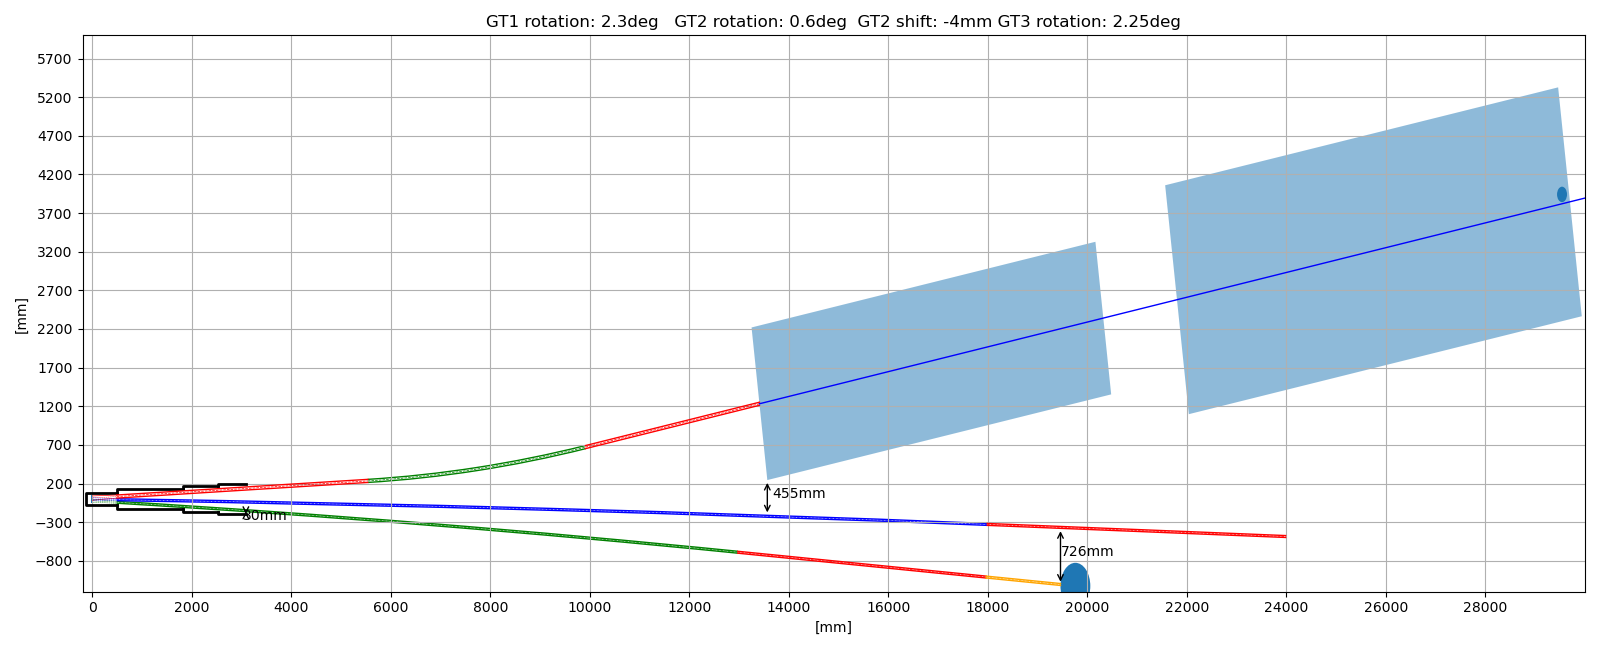 GT1 rotation: 2.3deg   GT2 rotation: 0.6deg  GT2 shift: -4mm GT3 rotation: 2.25deg
5700
5200
4700
4200
3700
3200
2700
2200
1700
1200
700
200
−300
−800
[mm]
455mm
30mm
726mm
0 2000 4000 6000 8000 10000 12000 14000 16000 18000 20000 22000 24000 26000 28000
[mm]